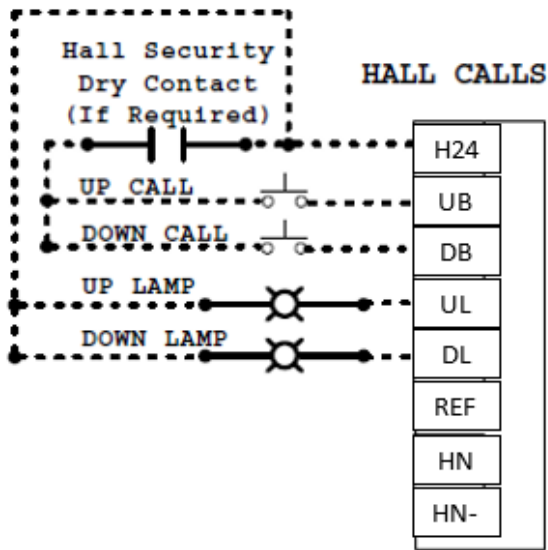 Hall Security
Dry Contact
(If Required)
HALL CALLS
H24
UP CALL
UB
DOWN CALL
DB
UP LAMP
UL
DOWN LAMP
DL
REF
HN
HN-